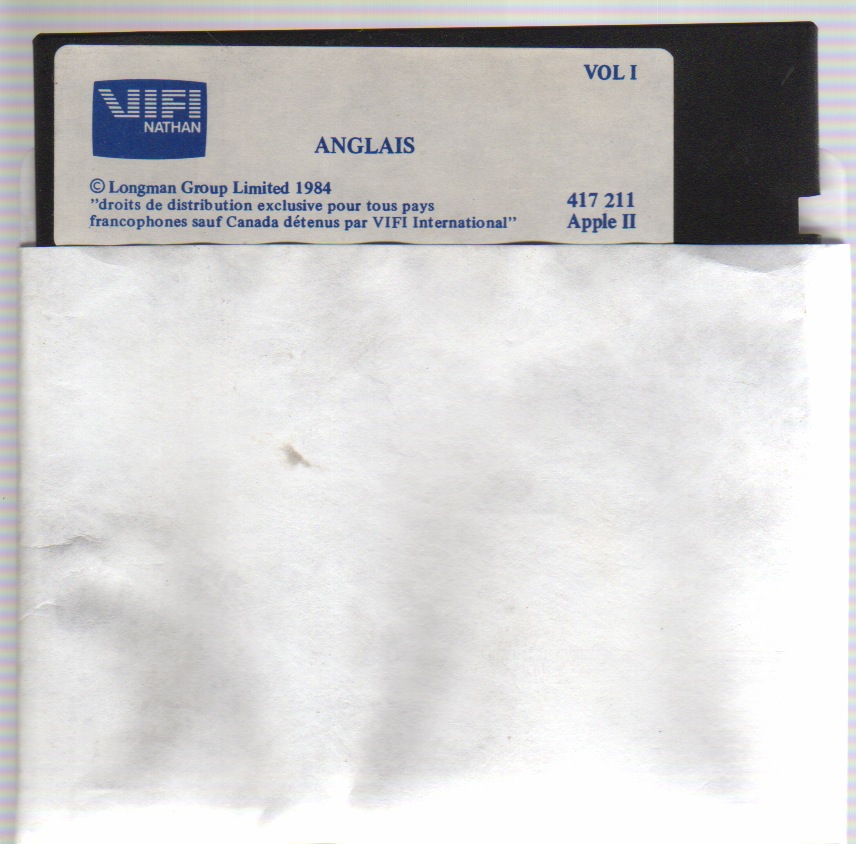 VOL I
VIFI
NATHAN
ANGLAIS
© Longman Group Limited 1984
"droits de distribution exclusive pour tous pays
francophones sauf Canada détenus par VIFI International"
417 211
Apple II